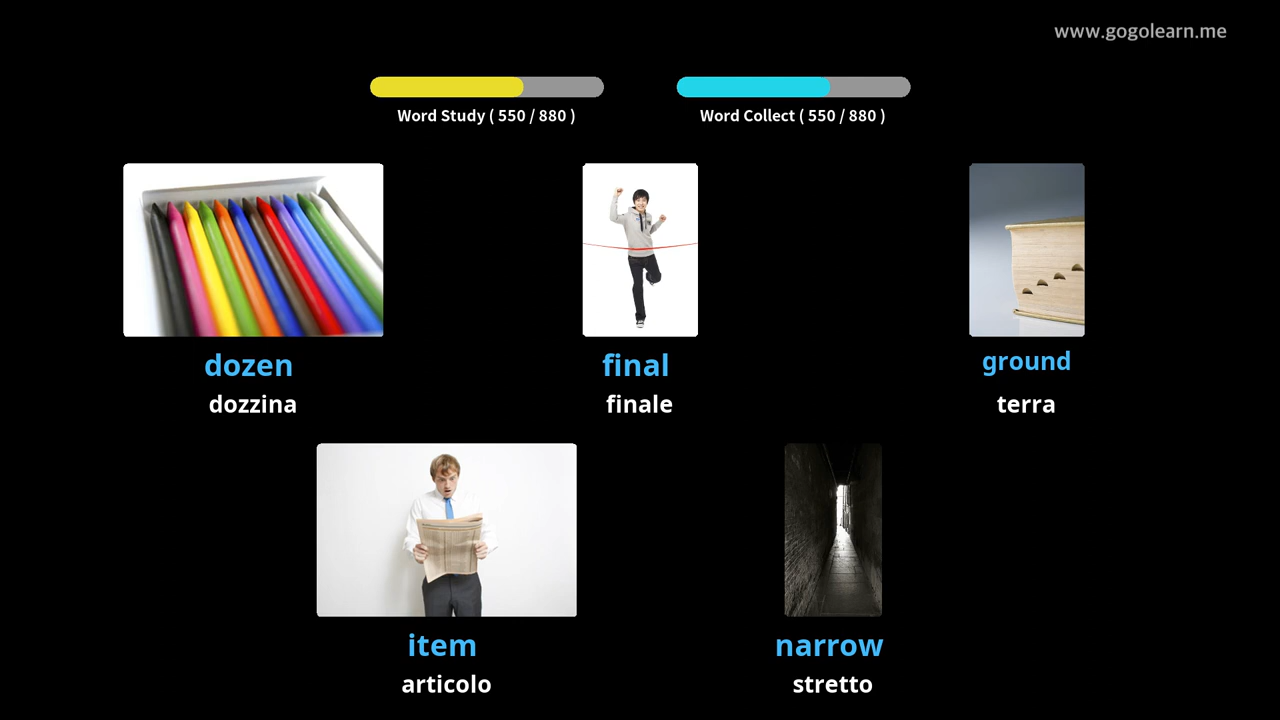 www.gogolearn.me
Word Study ( 550 / 880 )
Word Collect ( 550 / 880 )
dozen
dozzina
final
finale
ground
terra
item
articolo
narrow
stretto